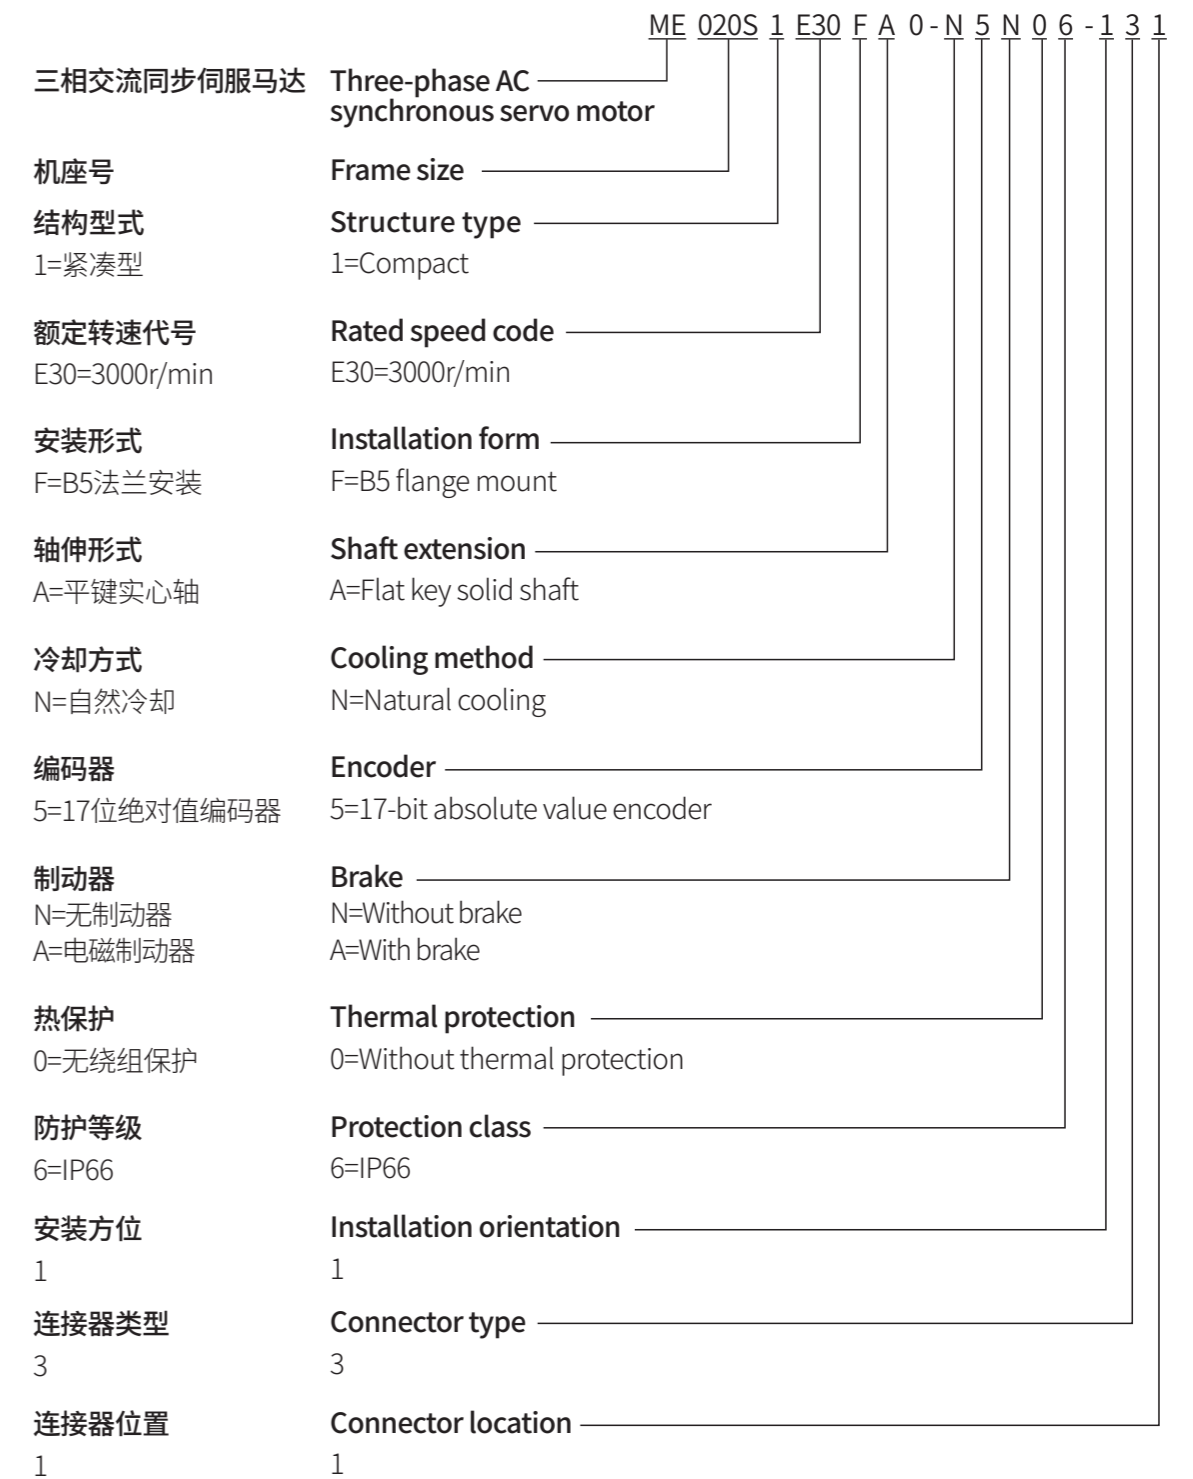 ME 020S 1 E30 F A 0 - N 5 N 0 6 - 1 3 1
三相交流同步伺服马达 Three-phase AC
synchronous servo motor
机座号 Frame size
结构型式 Structure type
1=紧凑型 1=Compact
额定转速代号 Rated speed code
E30=3000r/min E30=3000r/min
安装形式 Installation form
F=B5法兰安装 F=B5 flange mount
轴伸形式 Shaft extension
A=平键实心轴 A=Flat key solid shaft
冷却方式 Cooling method
N=自然冷却 N=Natural cooling
编码器 Encoder
5=17位绝对值编码器 5=17-bit absolute value encoder
制动器 Brake
N=无制动器 N=Without brake
A=电磁制动器 A=With brake
热保护 Thermal protection
0=无绕组保护 0=Without thermal protection
防护等级 Protection class
6=IP66 6=IP66
安装方位 Installation orientation
1 1
连接器类型 Connector type
3 3
连接器位置 Connector location
1 1